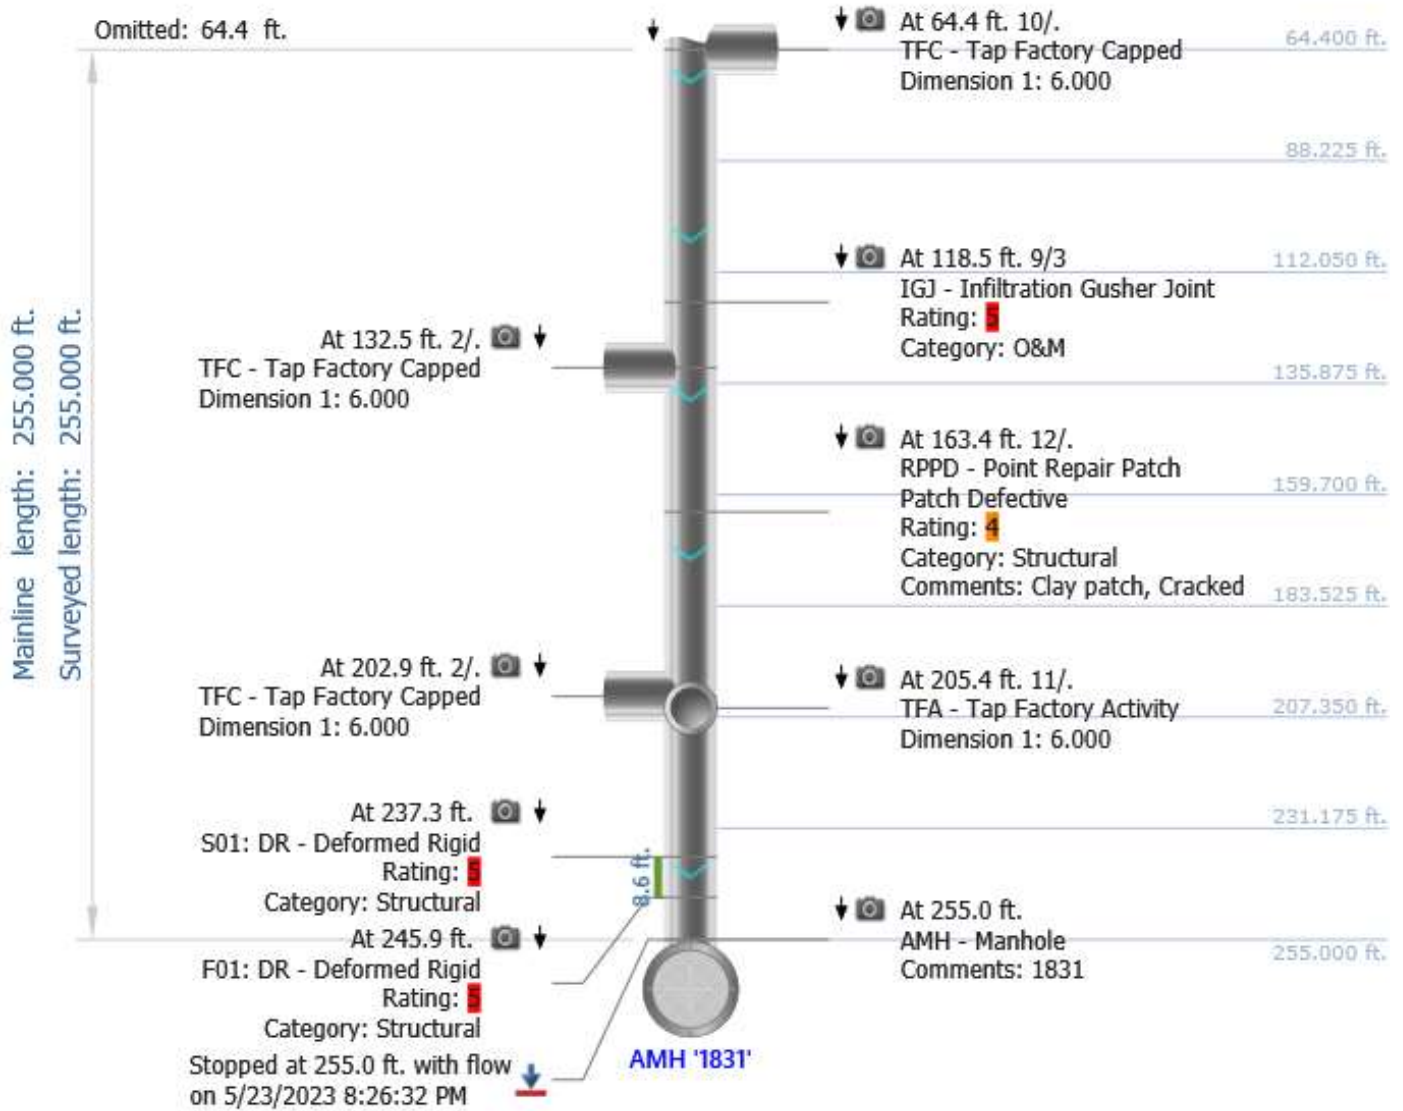 Omitted: 64.4 ft.
At 64.4 ft. 10/.
TFC - Tap Factory Capped
Dimension 1: 6.000
64.400 ft.
88.225 ft.
At 118.5 ft. 9/3
IGJ - Infiltration Gusher Joint
Rating: 5
Category: O&M
112.050 ft.
Mainline length: 255.000 ft.
Surveyed length: 255.000 ft.
At 132.5 ft. 2/.
TFC - Tap Factory Capped
Dimension 1: 6.000
135.875 ft.
At 163.4 ft. 12/.
RPPD - Point Repair Patch
Patch Defective
Rating: 4
Category: Structural
Comments: Clay patch, Cracked
159.700 ft.
183.525 ft.
At 202.9 ft. 2/.
TFC - Tap Factory Capped
Dimension 1: 6.000
At 205.4 ft. 11/.
TFA - Tap Factory Activity
Dimension 1: 6.000
207.350 ft.
231.175 ft.
At 237.3 ft.
S01: DR - Deformed Rigid
Rating: 5
Category: Structural
8.6 ft.
At 245.9 ft.
F01: DR - Deformed Rigid
Rating: 5
Category: Structural
At 255.0 ft.
AMH - Manhole
Comments: 1831
255.000 ft.
Stopped at 255.0 ft. with flow
on 5/23/2023 8:26:32 PM
AMH '1831'